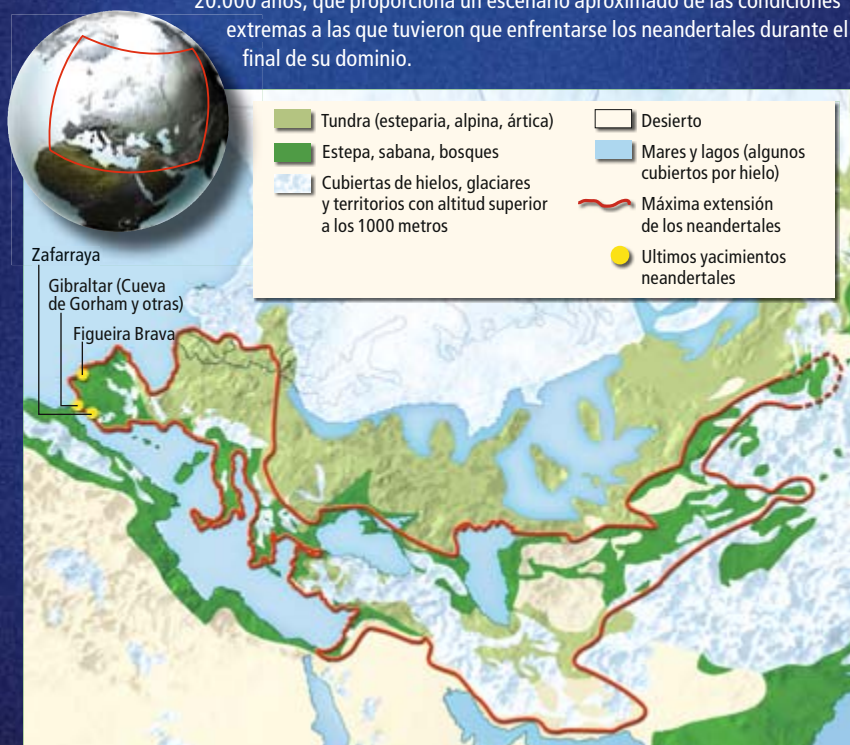 20.000 años, que proporciona un escenario aproximado de las condiciones
extremas a las que tuvieron que enfrentarse los neandertales durante el
final de su dominio.
Tundra (esteparia, alpina, ártica)
Estepa, sabana, bosques
Cubiertas de hielos, glaciares
y territorios con altitud superior
a los 1000 metros
Desierto
Mares y lagos (algunos
cubiertos por hielo)
Máxima extensión
de los neandertales
Ultimos yacimientos
neandertales
Zafarraya
Gibraltar (Cueva
de Gorham y otras)
Figueira Brava